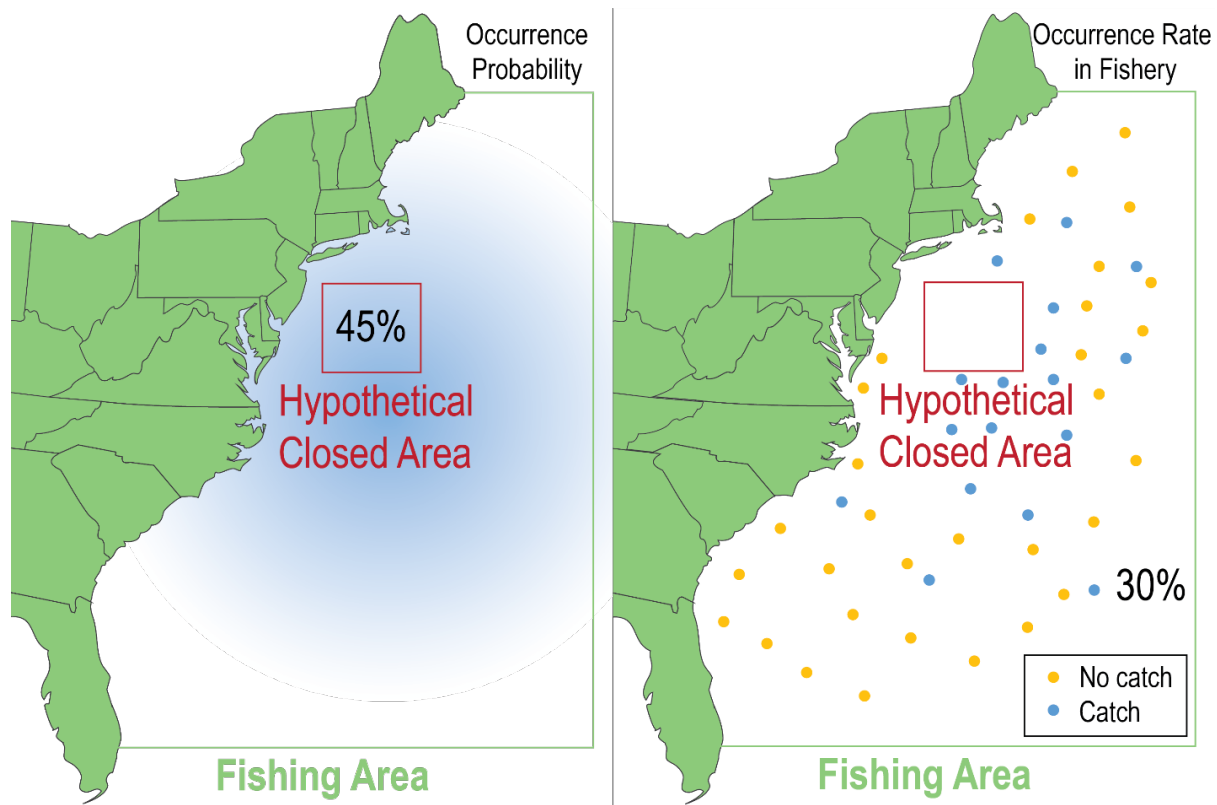 Occurrence
Probability
45%
Hypothetical
Closed Area
Fishing Area
Occurrence Rate
in Fishery
Hypothetical
Closed Area
30%
No catch
Catch
Fishing Area